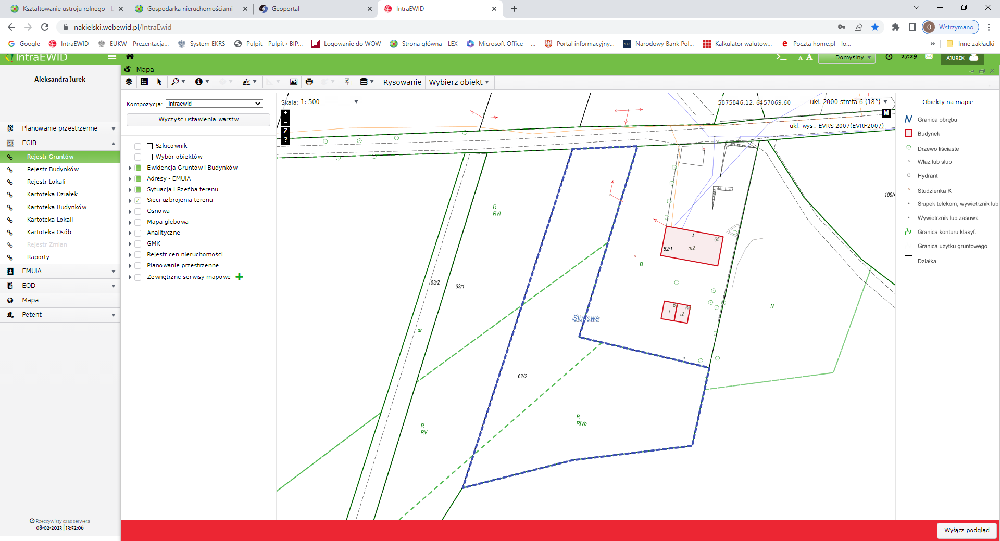 Kształtowanie ustroju rolnego - L
Gospodarka nieruchomościami -
Geoportal
IntraEWID
nakielski.webewid.pl/IntraEwid
O Wstrzymano
Google
IntraEWID
EUKW - Prezentacja...
System EKRS
Pulpit - Pulpit ‹ BIP...
Logowanie do WOW
Strona główna - LEX
Microsoft Office —...
Portal informacyjny...
NBP Narodowy Bank Pol...
Kalkulator walutow...
Poczta home.pl - lo...
»
Inne zakładki
IntraEWID
A A
Domyślny
27:29
AJUREK
Mapa
Aleksandra Jurek
Rysowanie
Wybierz obiekt
Planowanie przestrzenne
EGiB
Rejestr Gruntów
Rejestr Budynków
Rejestr Lokali
Kartoteka Działek
Kartoteka Budynków
Kartoteka Lokali
Kartoteka Osób
Rejestr Zmian
Raporty
EMUiA
EOD
Mapa
Petent
Rzeczywisty czas serwera
08-02-2023 | 13:52:06
Kompozycja: Intraewid
Wyczyść ustawienia warstw
Szkicownik
Wybór obiektów
Ewidencja Gruntów i Budynków
Adresy - EMUiA
Sytuacja i Rzeźba terenu
Sieci uzbrojenia terenu
Osnowa
Mapa glebowa
Analityczne
GMK
Rejestr cen nieruchomości
Planowanie przestrzenne
Zewnętrzne serwisy mapowe
Skala: 1: 500
+
–
Z
?
5875846.12, 6457069.60
ukł. 2000 strefa 6 (18°)
M
ukł. wys.: EVRS 2007(EVRF2007)
109/4
R
RVI
65
62/1
m2
B
63/2
63/1
66
i
i2
N
Słupowa
dr
62/2
R
RIVb
R
RV
Obiekty na mapie
Granica obrębu
Budynek
Drzewo liściaste
Właz lub słup
Hydrant
Studzienka K
Słupek telekom, wywietrznik lub
Wywietrznik lub zasuwa
Granica konturu klasyf.
Granica użytku gruntowego
Działka
Wyłącz podgląd